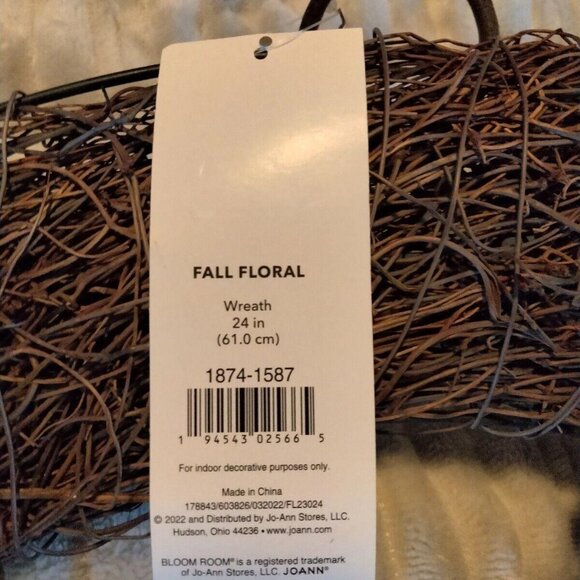 FALL FLORAL
Wreath
24 in
(61.0 cm)
1874-1587
1 94543 02566 5
For indoor decorative purposes only.
Made in China
178843/603826/032022/FL23024
© 2022 and Distributed by Jo-Ann Stores, LLC.
Hudson, Ohio 44236 • www.joann.com
BLOOM ROOM® is a registered trademark
of Jo-Ann Stores, LLC. JOANN®